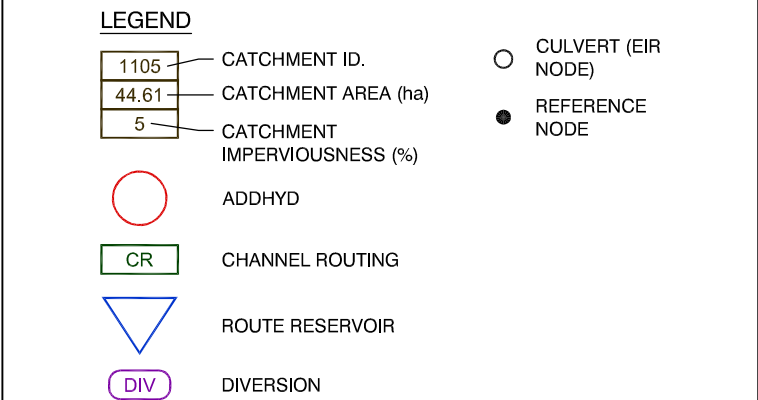 LEGEND
1105
CATCHMENT ID.
44.61
CATCHMENT AREA (ha)
5
CATCHMENT
IMPERVIOUSNESS (%)
ADDHYD
CR
CHANNEL ROUTING
ROUTE RESERVOIR
DIV
DIVERSION
CULVERT (EIR
NODE)
REFERENCE
NODE